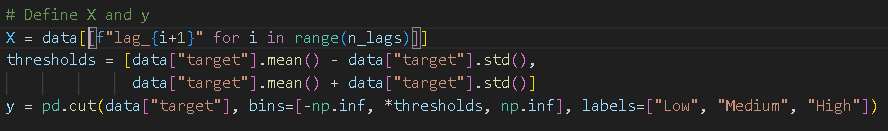 # Define X and y
X = data[[f"lag_{i+1}" for i in range(n_lags)]]
thresholds = [data["target"].mean() - data["target"].std(),
              data["target"].mean() + data["target"].std()]
y = pd.cut(data["target"], bins=[-np.inf, *thresholds, np.inf], labels=["Low", "Medium", "High"])